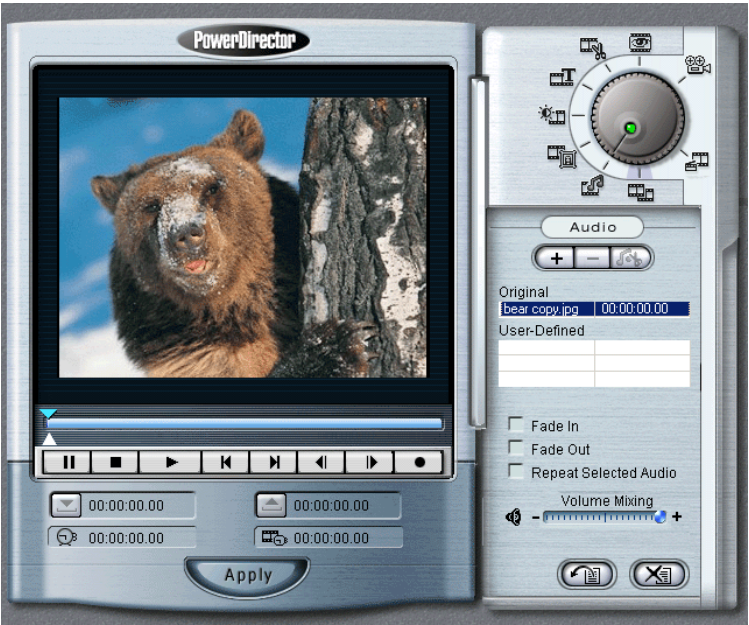 PowerDirector
T
Audio
+ -
Original
bear copy.jpg 00:00:00.00
User-Defined
Fade In
Fade Out
Repeat Selected Audio
Volume Mixing
- +
00:00:00.00 00:00:00.00
00:00:00.00 00:00:00.00
Apply